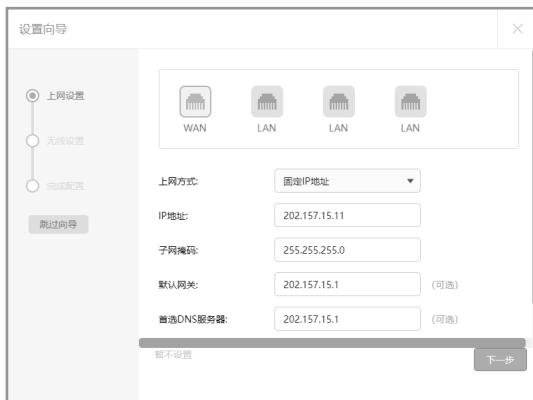 设置向导
上网设置
无线设置
完成配置
跳过向导
WAN LAN LAN LAN
上网方式: 固定IP地址
IP地址: 202.157.15.11
子网掩码: 255.255.255.0
默认网关: 202.157.15.1 (可选)
首选DNS服务器: 202.157.15.1 (可选)
暂不设置 下一步